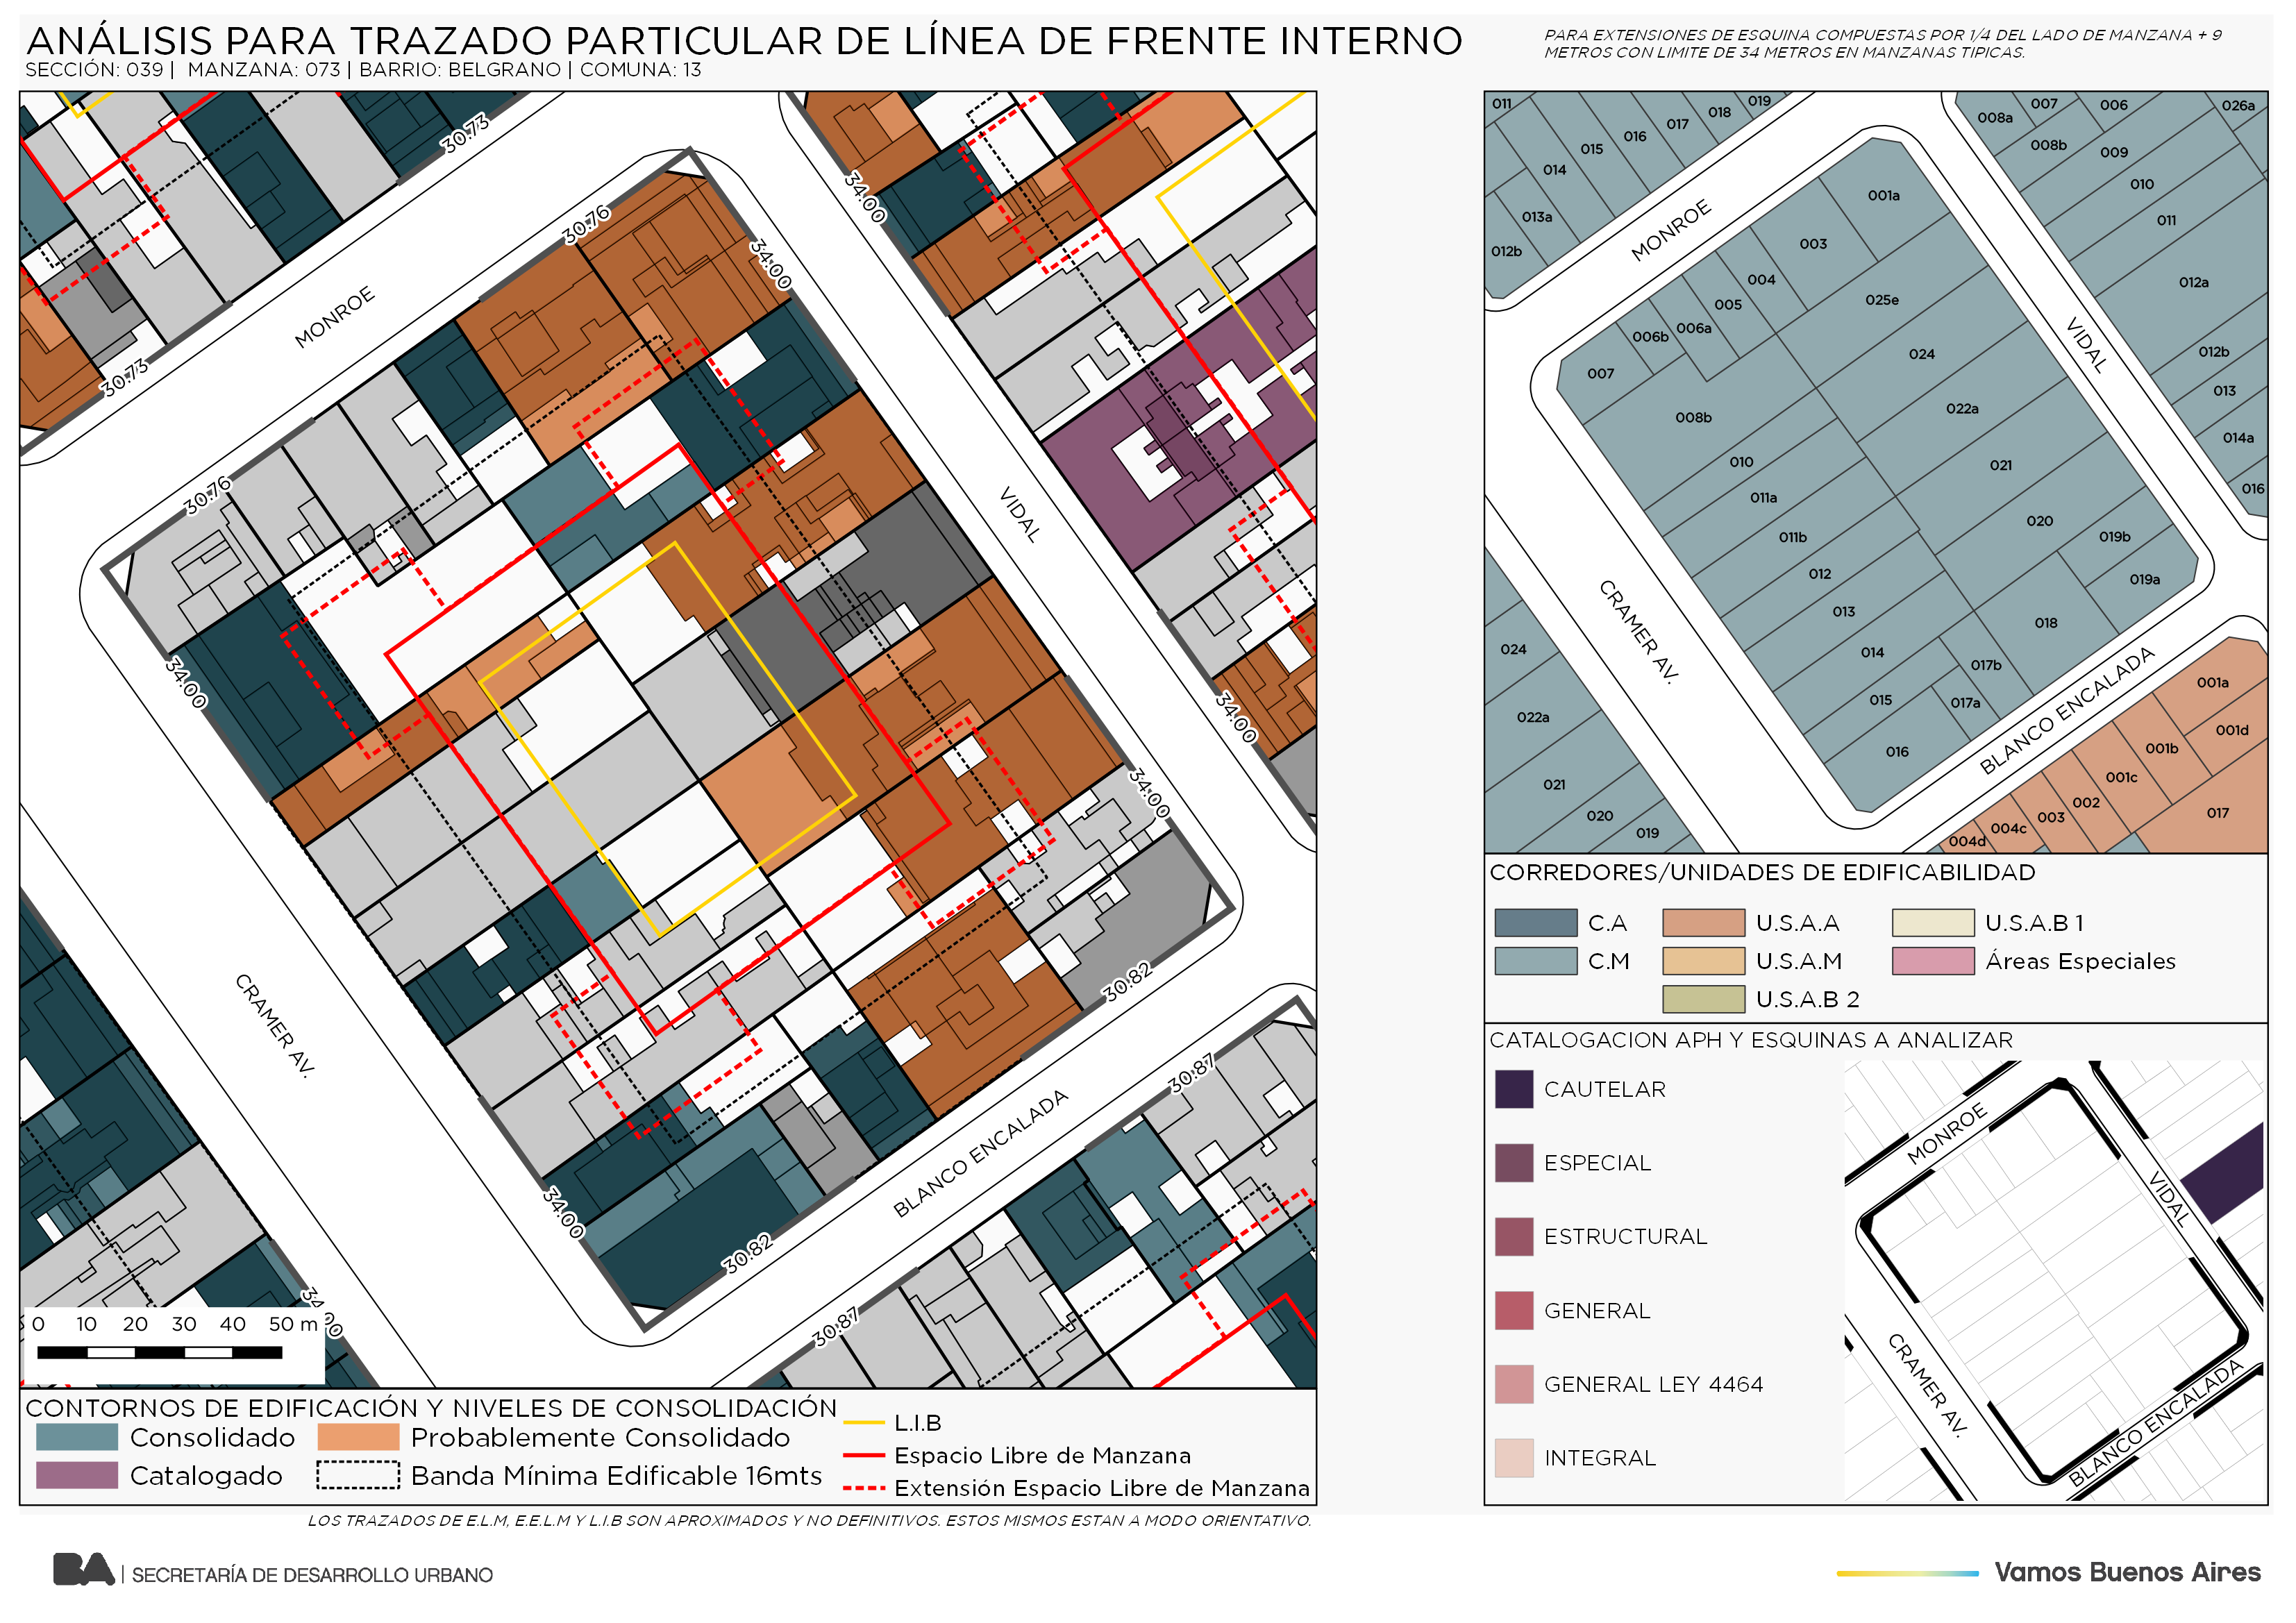 ANÁLISIS PARA TRAZADO PARTICULAR DE LÍNEA DE FRENTE INTERNO
SECCIÓN: 039 | MANZANA: 073 | BARRIO: BELGRANO | COMUNA: 13
PARA EXTENSIONES DE ESQUINA COMPUESTAS POR 1/4 DEL LADO DE MANZANA + 9
METROS CON LIMITE DE 34 METROS EN MANZANAS TIPICAS.
30.73
30.73
MONROE
30.76
30.76
34.00
34.00
34.00
VIDAL
34.00
34.00
34.00
CRAMER AV.
34.00
34.00
30.82
30.82
BLANCO ENCALADA
30.87
30.87
0 10 20 30 40 50 m
CONTORNOS DE EDIFICACIÓN Y NIVELES DE CONSOLIDACIÓN
Consolidado
Probablemente Consolidado
Catalogado
Banda Mínima Edificable 16mts
L.I.B
Espacio Libre de Manzana
Extensión Espacio Libre de Manzana
LOS TRAZADOS DE E.L.M, E.E.L.M Y L.I.B SON APROXIMADOS Y NO DEFINITIVOS. ESTOS MISMOS ESTAN A MODO ORIENTATIVO.
011
014
015
016
017
018
019
013a
012b
008a
007
006
026a
008b
009
010
011
012a
012b
013
014a
016
MONROE
VIDAL
CRAMER AV.
BLANCO ENCALADA
001a
003
004
005
006a
006b
007
025e
024
008b
022a
010
021
011a
011b
020
019b
012
019a
013
018
014
017b
015
017a
016
024
022a
021
020
019
001a
001d
001b
001c
002
003
004c
004d
017
CORREDORES/UNIDADES DE EDIFICABILIDAD
C.A
U.S.A.A
U.S.A.B 1
C.M
U.S.A.M
Áreas Especiales
U.S.A.B 2
CATALOGACION APH Y ESQUINAS A ANALIZAR
CAUTELAR
ESPECIAL
ESTRUCTURAL
GENERAL
GENERAL LEY 4464
INTEGRAL
MONROE
VIDAL
CRAMER AV.
BLANCO ENCALADA
BA | SECRETARÍA DE DESARROLLO URBANO
Vamos Buenos Aires